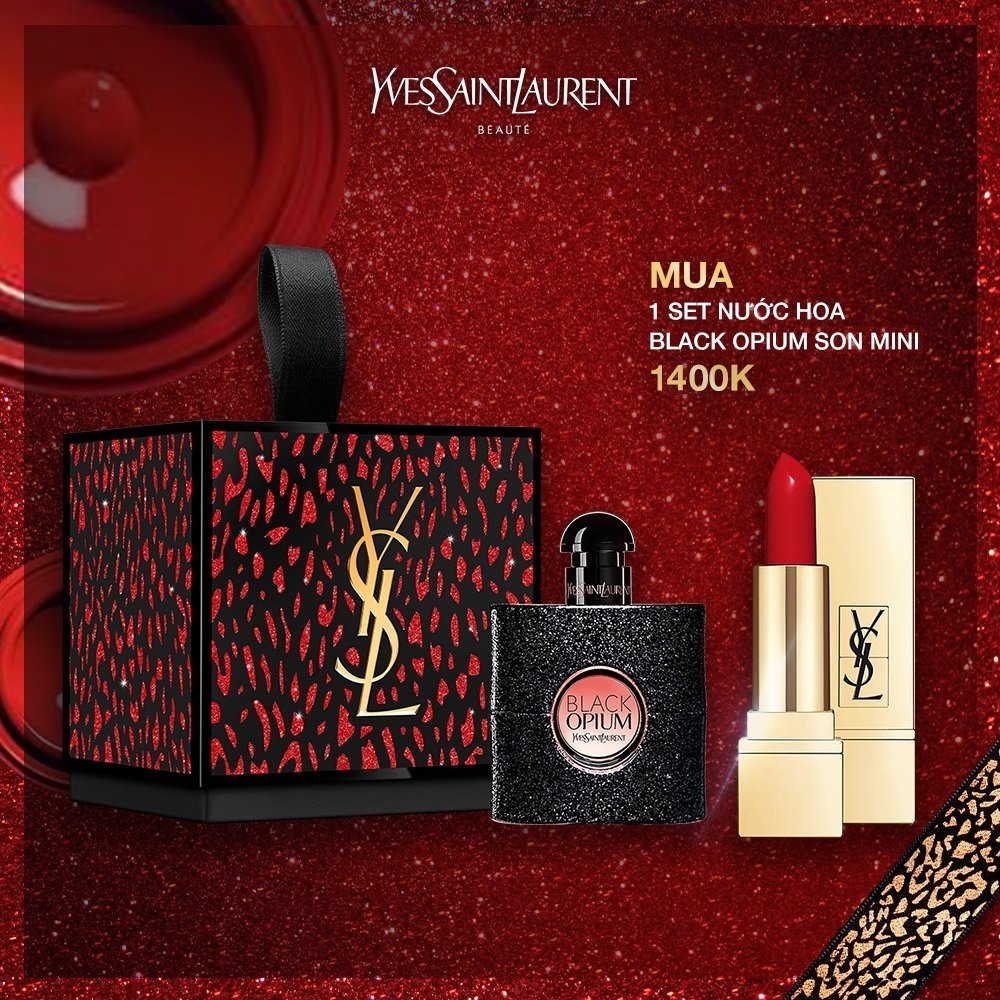 YVESSAINTLAURENT
BEAUTÉ
MUA
1 SET NƯỚC HOA
BLACK OPIUM SON MINI
1400K
YSL
YVESSAINTLAURENT
BLACK
OPIUM
YVESSAINTLAURENT
YSL